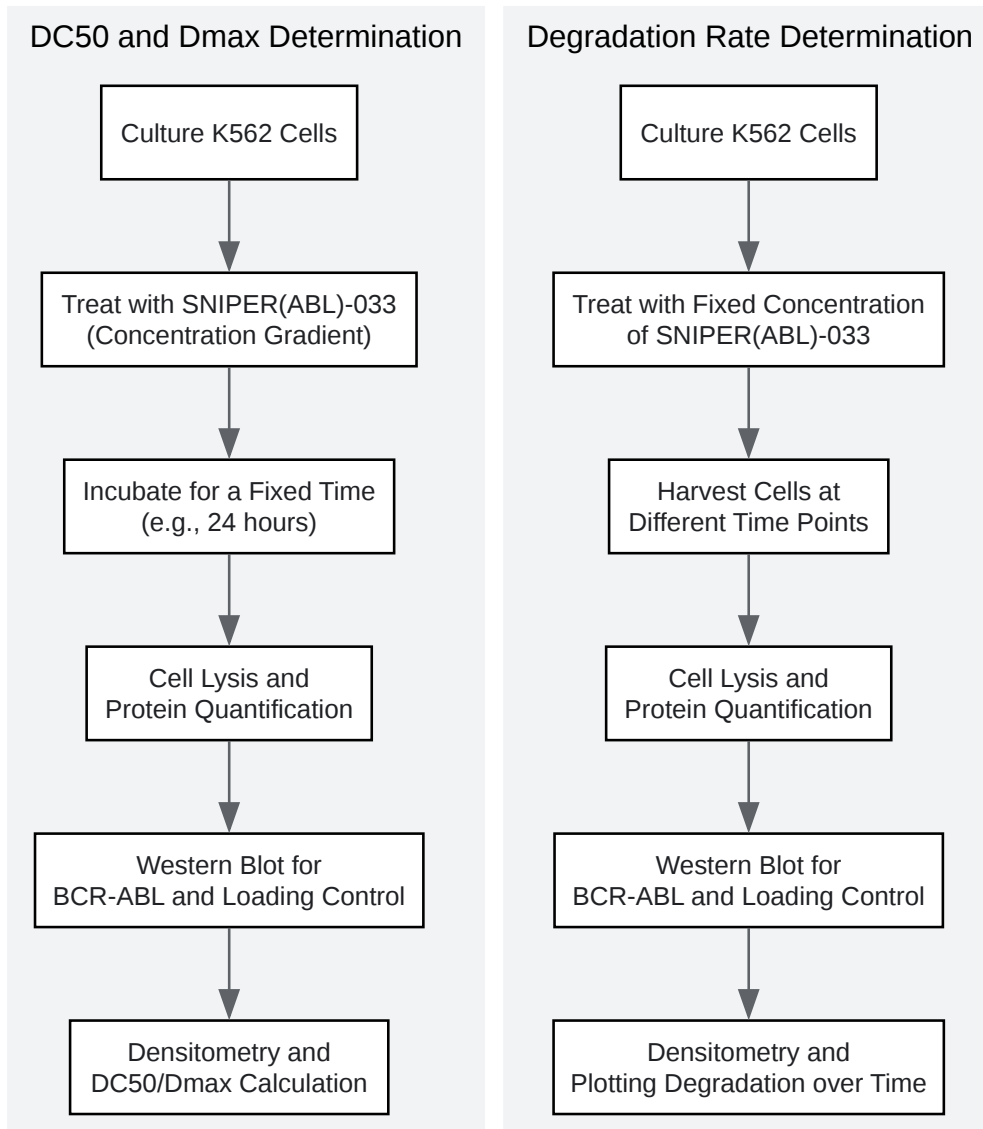 DC50 and Dmax Determination
Culture K562 Cells
Treat with SNIPER(ABL)-033
(Concentration Gradient)
Incubate for a Fixed Time
(e.g., 24 hours)
Cell Lysis and
Protein Quantification
Western Blot for
BCR-ABL and Loading Control
Densitometry and
DC50/Dmax Calculation
Degradation Rate Determination
Culture K562 Cells
Treat with Fixed Concentration
of SNIPER(ABL)-033
Harvest Cells at
Different Time Points
Cell Lysis and
Protein Quantification
Western Blot for
BCR-ABL and Loading Control
Densitometry and
Plotting Degradation over Time